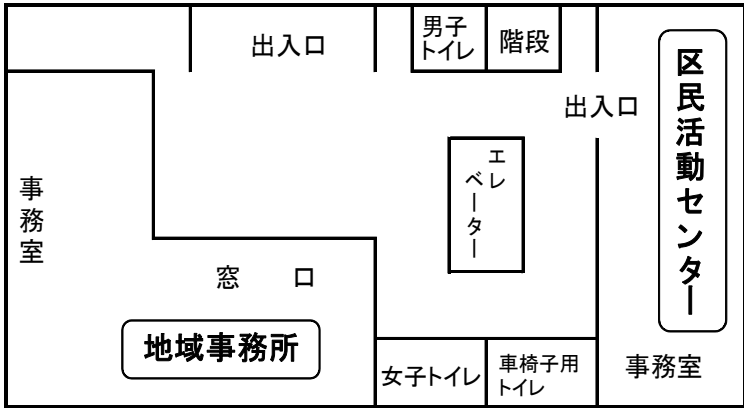 出入口
男子
トイレ
階段
区民活動センター
出入口
エレ
ベーター
事務室
窓　口
地域事務所
女子トイレ
車椅子用
トイレ
事務室